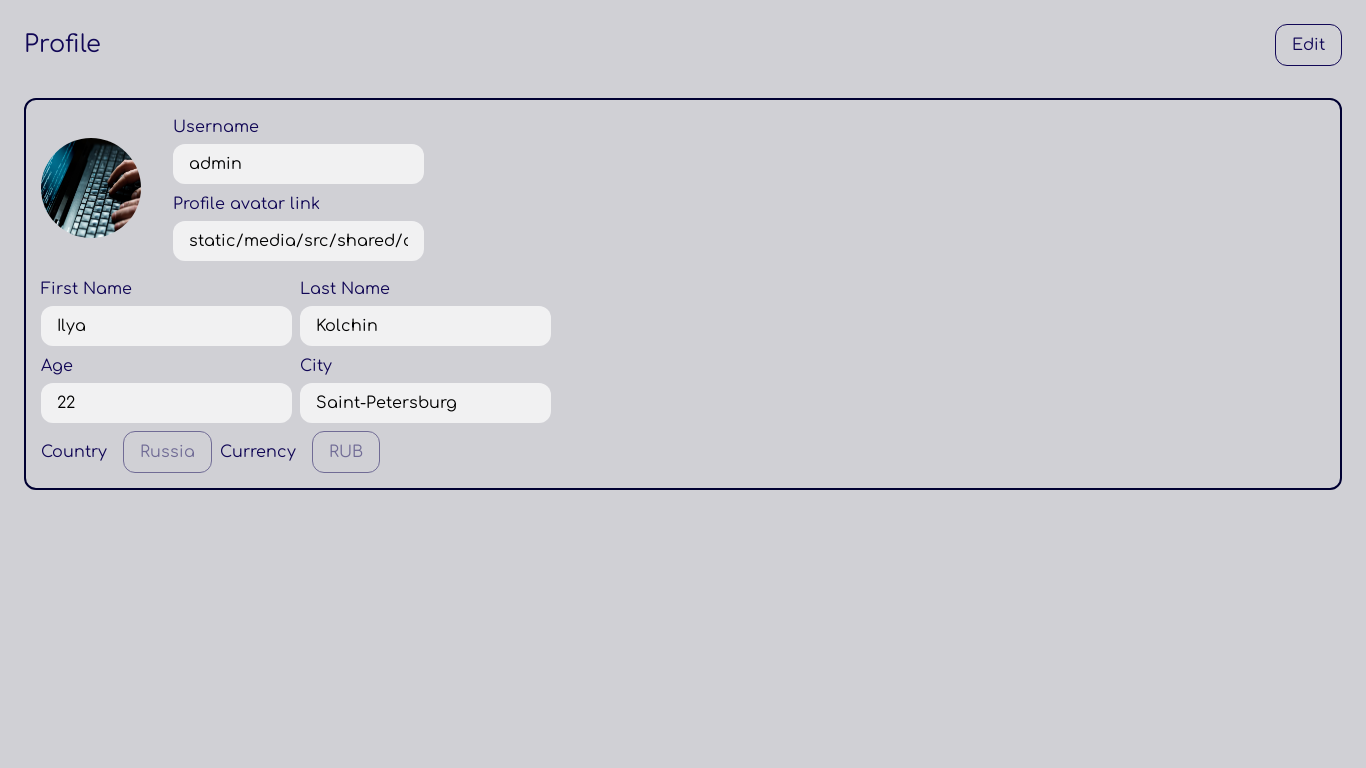 Profile
Edit
Username
admin
Profile avatar link
static/media/src/shared/
First Name
Last Name
Ilya
Kolchin
Age
City
22
Saint-Petersburg
Country
Russia
Currency
RUB